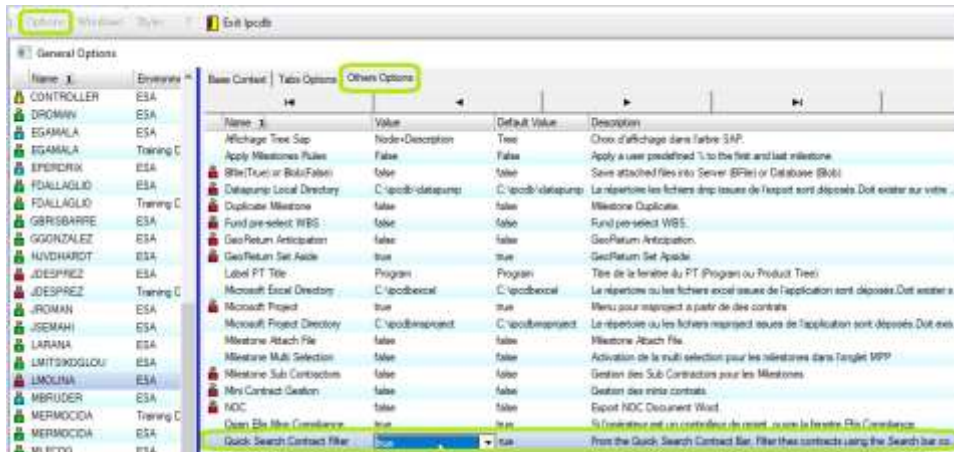 Options Windows Styles ? Exit Ipcdb
General Options
Name 1 Environne
Base Context Tabs Options Others Options
Name 1 Value Default Value Description
CONTROLLER ESA
DROMAN ESA
EGAMALA ESA
EGAMALA Training C
EPERDRIX ESA
FDALLAGLIO ESA
FDALLAGLIO Training C
GBRISBARRE ESA
GGONZALEZ ESA
HJVDHARDT ESA
JDESPREZ ESA
JDESPREZ Training C
JROMAN ESA
JSEMAHI ESA
LARANA ESA
LMITSIKOGLOU ESA
LMOLINA ESA
MBRUDER ESA
MERMOCIDA Training C
MERMOCIDA ESA
Affichage Tree Sap Node+Description Tree Choix d'affichage dans l'arbre SAP.
Apply Milestones Rules False False Apply a user predefined % to the first and last milestone
Bfile(True) or Blob(False) false False Save attached files into Server (BFile) or Database (Blob)
Datapump Local Directory C:\ipcdb\datapump C:\ipcdb\datapump Le répertoire les fichiers dmp issues de l'export sont déposés.Doit exister sur votre ..
Duplicate Milestone false false Milestone Duplicate.
Fund pre-select WBS false false Fund pre-select WBS.
GeoReturn Anticipation false false GeoReturn Anticipation.
GeoReturn Set Aside true true GeoReturn Set Apside.
Label PT Title Program Program Titre de la fenêtre du PT (Program ou Product Tree)
Microsoft Excel Directory C:\ipcdbexcel C:\ipcdbexcel Le répertoire ou les fichiers excel issues de l'application sont déposés.Doit exister s
Microsoft Project true true Menu pour msproject a partir de des contrats
Microsoft Project Directory C:\ipcdbmsproject C:\ipcdbmsproject Le répertoire ou les fichiers msproject issues de l'application sont déposés.Doit exis
Milestone Attach File false false Milestone Attach File
Milestone Multi Selection false false Activation de la multi selection pour les milestones dans l'onglet MPP
Milestone Sub Contractors false false Gestion des Sub Contractors pour les Milestones
Mini Contract Gestion false false Gestion des minis contrats.
NDC false false Export NDC Document Word.
Quick Search Contract Filter true true From the Quick Search Contract Bar, Filter thes contracts using the Search bar co..